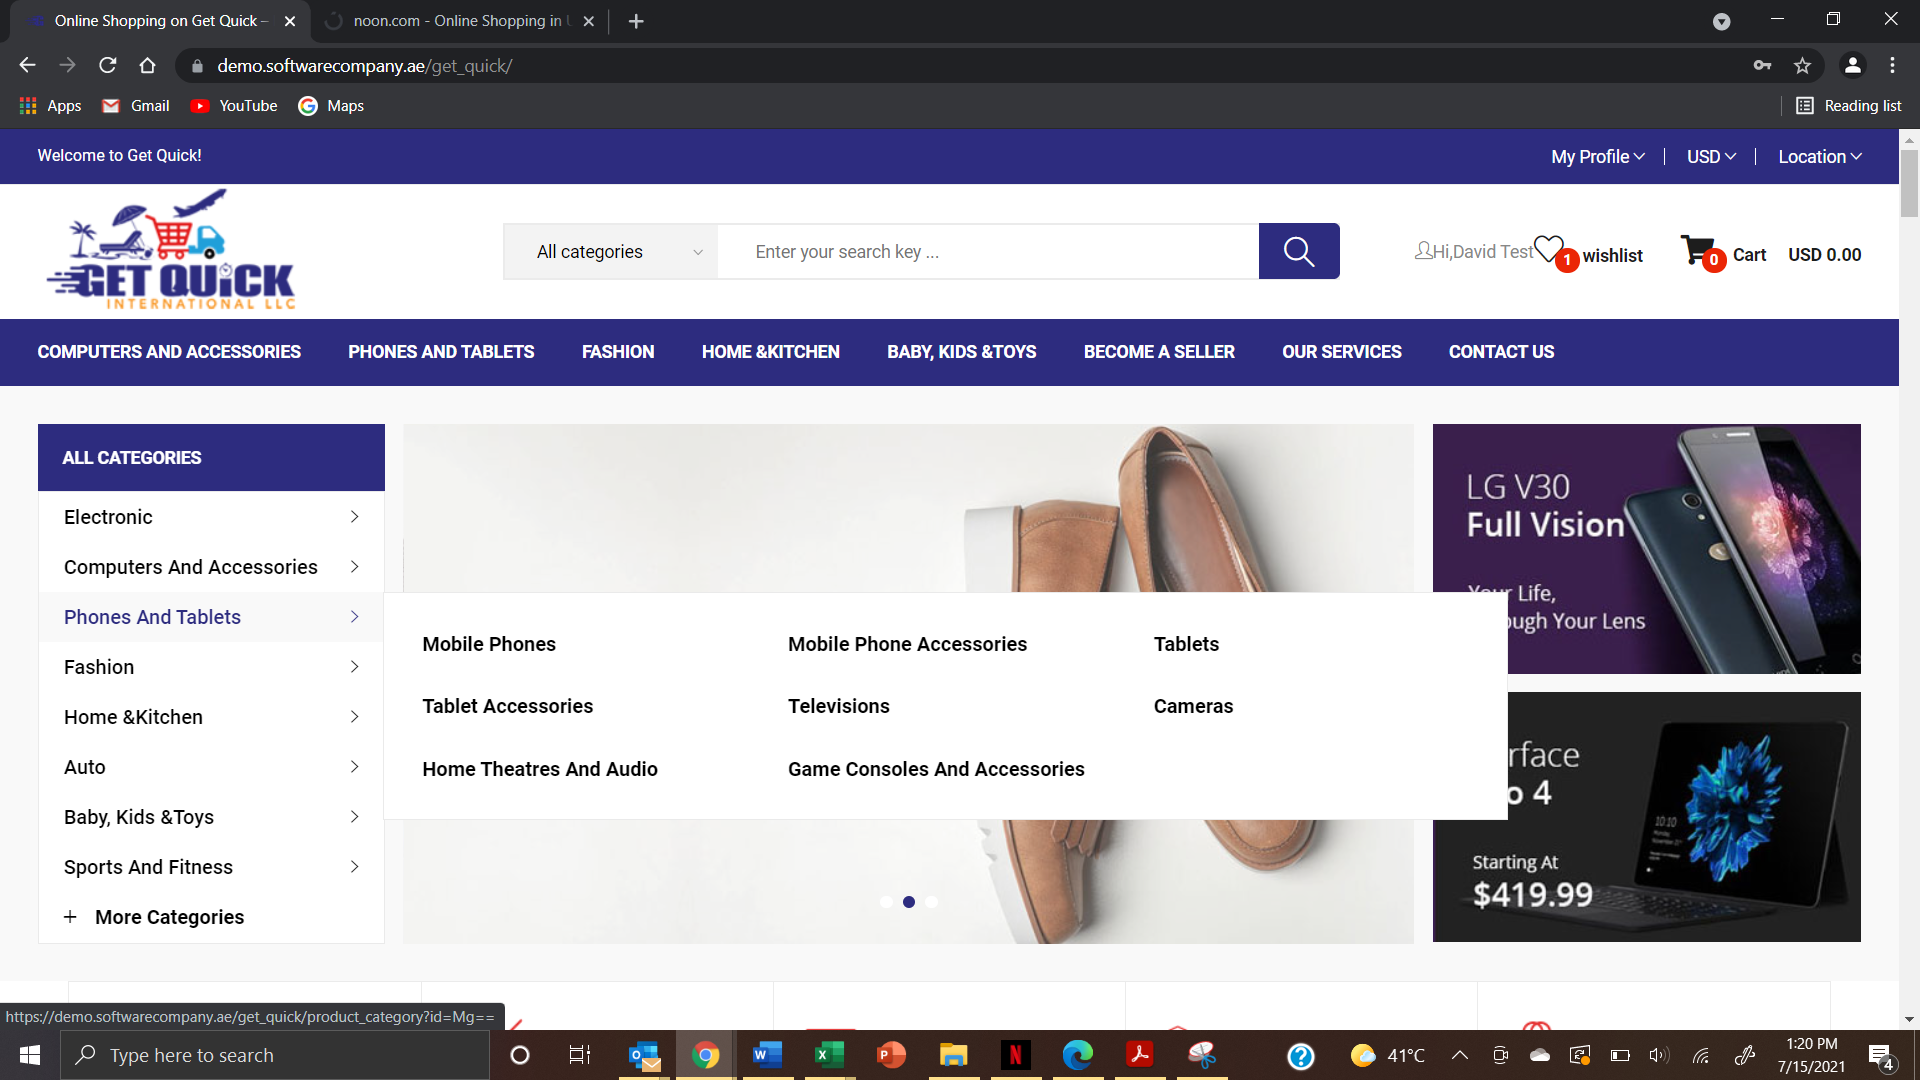 Online Shopping on Get Quick –
noon.com - Online Shopping in
demo.softwarecompany.ae/get_quick/
Apps
Gmail
YouTube
Maps
Reading list
Welcome to Get Quick!
My Profile
USD
Location
GET QUICK
INTERNATIONAL LLC
All categories
Enter your search key ...
Hi,David Test
1
wishlist
0
Cart
USD 0.00
COMPUTERS AND ACCESSORIES
PHONES AND TABLETS
FASHION
HOME &KITCHEN
BABY, KIDS &TOYS
BECOME A SELLER
OUR SERVICES
CONTACT US
ALL CATEGORIES
Electronic
Computers And Accessories
Phones And Tablets
Fashion
Home &Kitchen
Auto
Baby, Kids &Toys
Sports And Fitness
+ More Categories
Mobile Phones
Mobile Phone Accessories
Tablets
Tablet Accessories
Televisions
Cameras
Home Theatres And Audio
Game Consoles And Accessories
LG V30
Full Vision
Your Life,
ough Your Lens
rface
o 4
10:10
Starting At
$419.99
https://demo.softwarecompany.ae/get_quick/product_category?id=Mg==
Type here to search
41°C
1:20 PM
7/15/2021
4